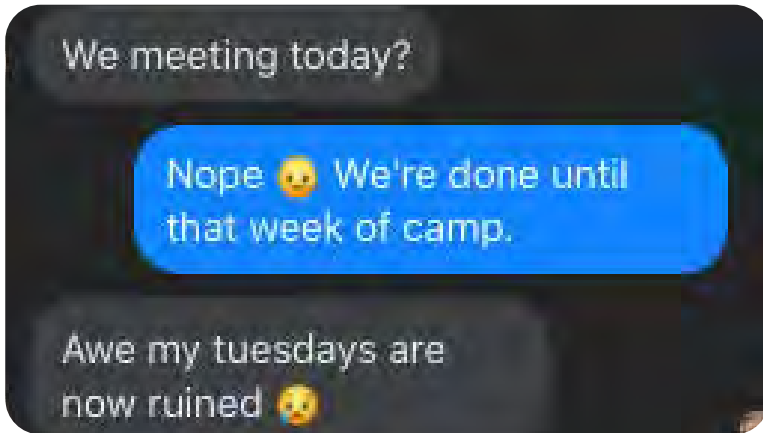 We meeting today?
Nope 😳 We're done until
that week of camp.
Awe my tuesdays are
now ruined 😢